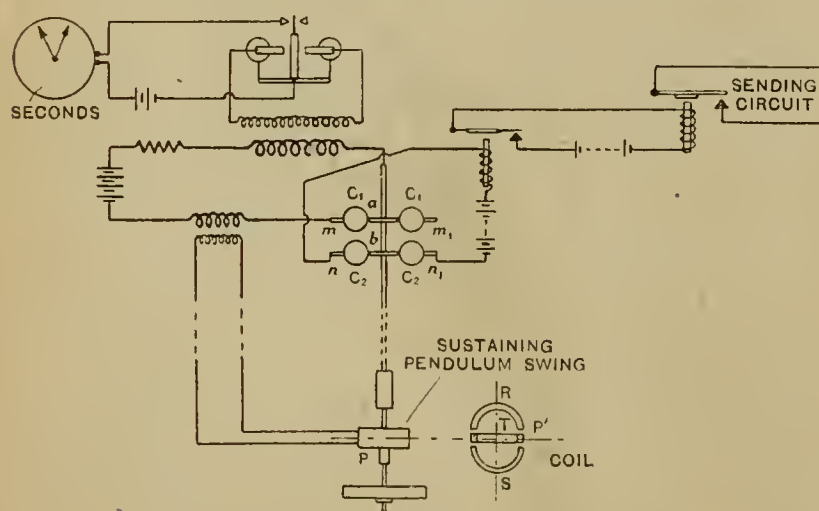 SECONDS
SENDING
CIRCUIT
C₁ a C₁
m m₁
b
n n₁
C₂ C₂
SUSTAINING
PENDULUM SWING
R
T P'
P
COIL
S